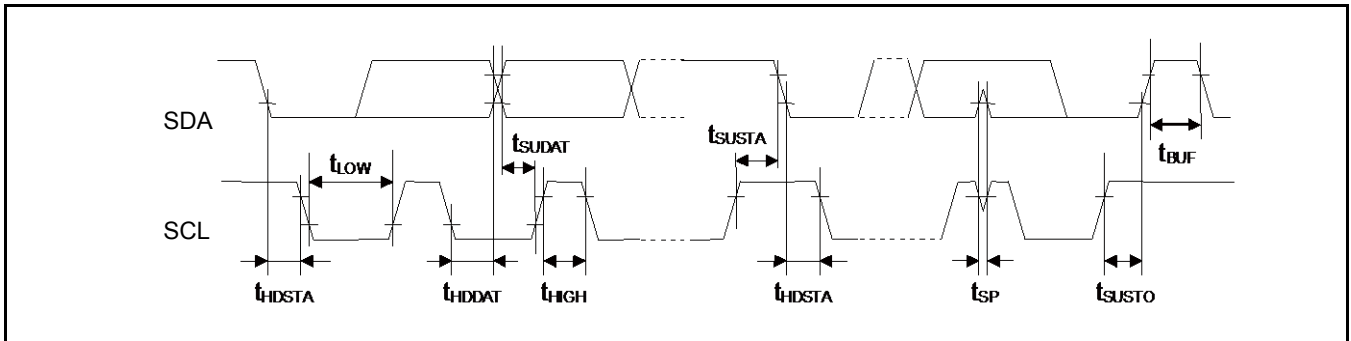 SDA
tSUDAT
tSUSTA
tBUF
tLOW
SCL
tHDSTA
tHDDAT
tHIGH
tHDSTA
tSP
tSUSTO